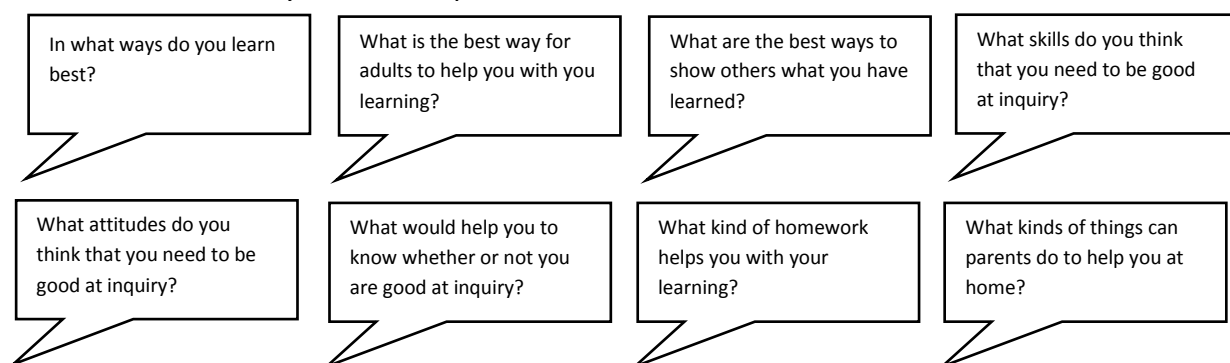 In what ways do you learn
best?
What is the best way for
adults to help you with you
learning?
What are the best ways to
show others what you have
learned?
What skills do you think
that you need to be good
at inquiry?
What attitudes do you
think that you need to be
good at inquiry?
What would help you to
know whether or not you
are good at inquiry?
What kind of homework
helps you with your
learning?
What kinds of things can
parents do to help you at
home?